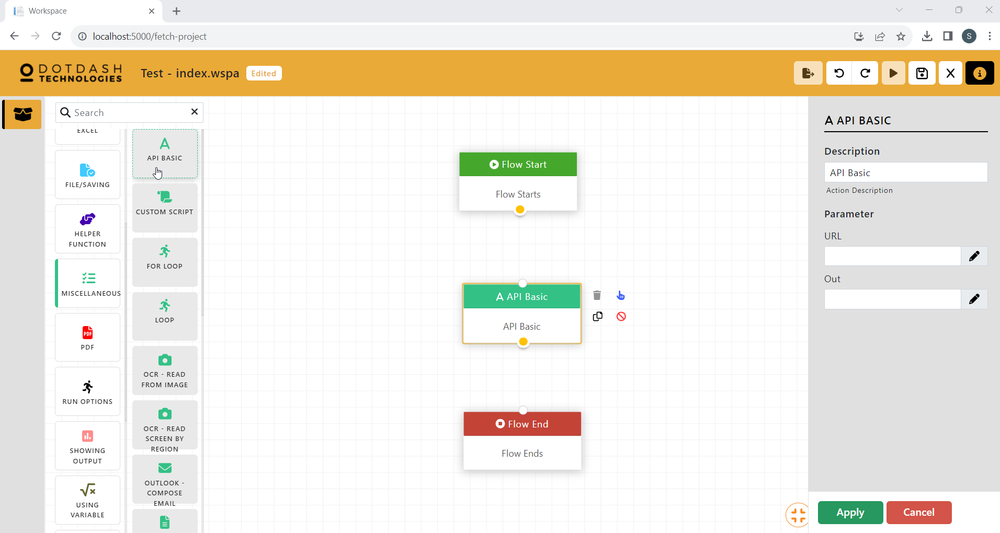 Workspace
localhost:5000/fetch-project
S
DOTDASH
TECHNOLOGIES
Test - index.wspa
Edited
Search
EXCEL
FILE/SAVING
HELPER
FUNCTION
MISCELLANEOUS
PDF
PDF
RUN OPTIONS
SHOWING
OUTPUT
USING
VARIABLE
API BASIC
CUSTOM SCRIPT
FOR LOOP
LOOP
OCR - READ
FROM IMAGE
OCR - READ
SCREEN BY
REGION
OUTLOOK -
COMPOSE
EMAIL
Flow Start
Flow Starts
API Basic
API Basic
Flow End
Flow Ends
API BASIC
Description
API Basic
Action Description
Parameter
URL
Out
Apply
Cancel